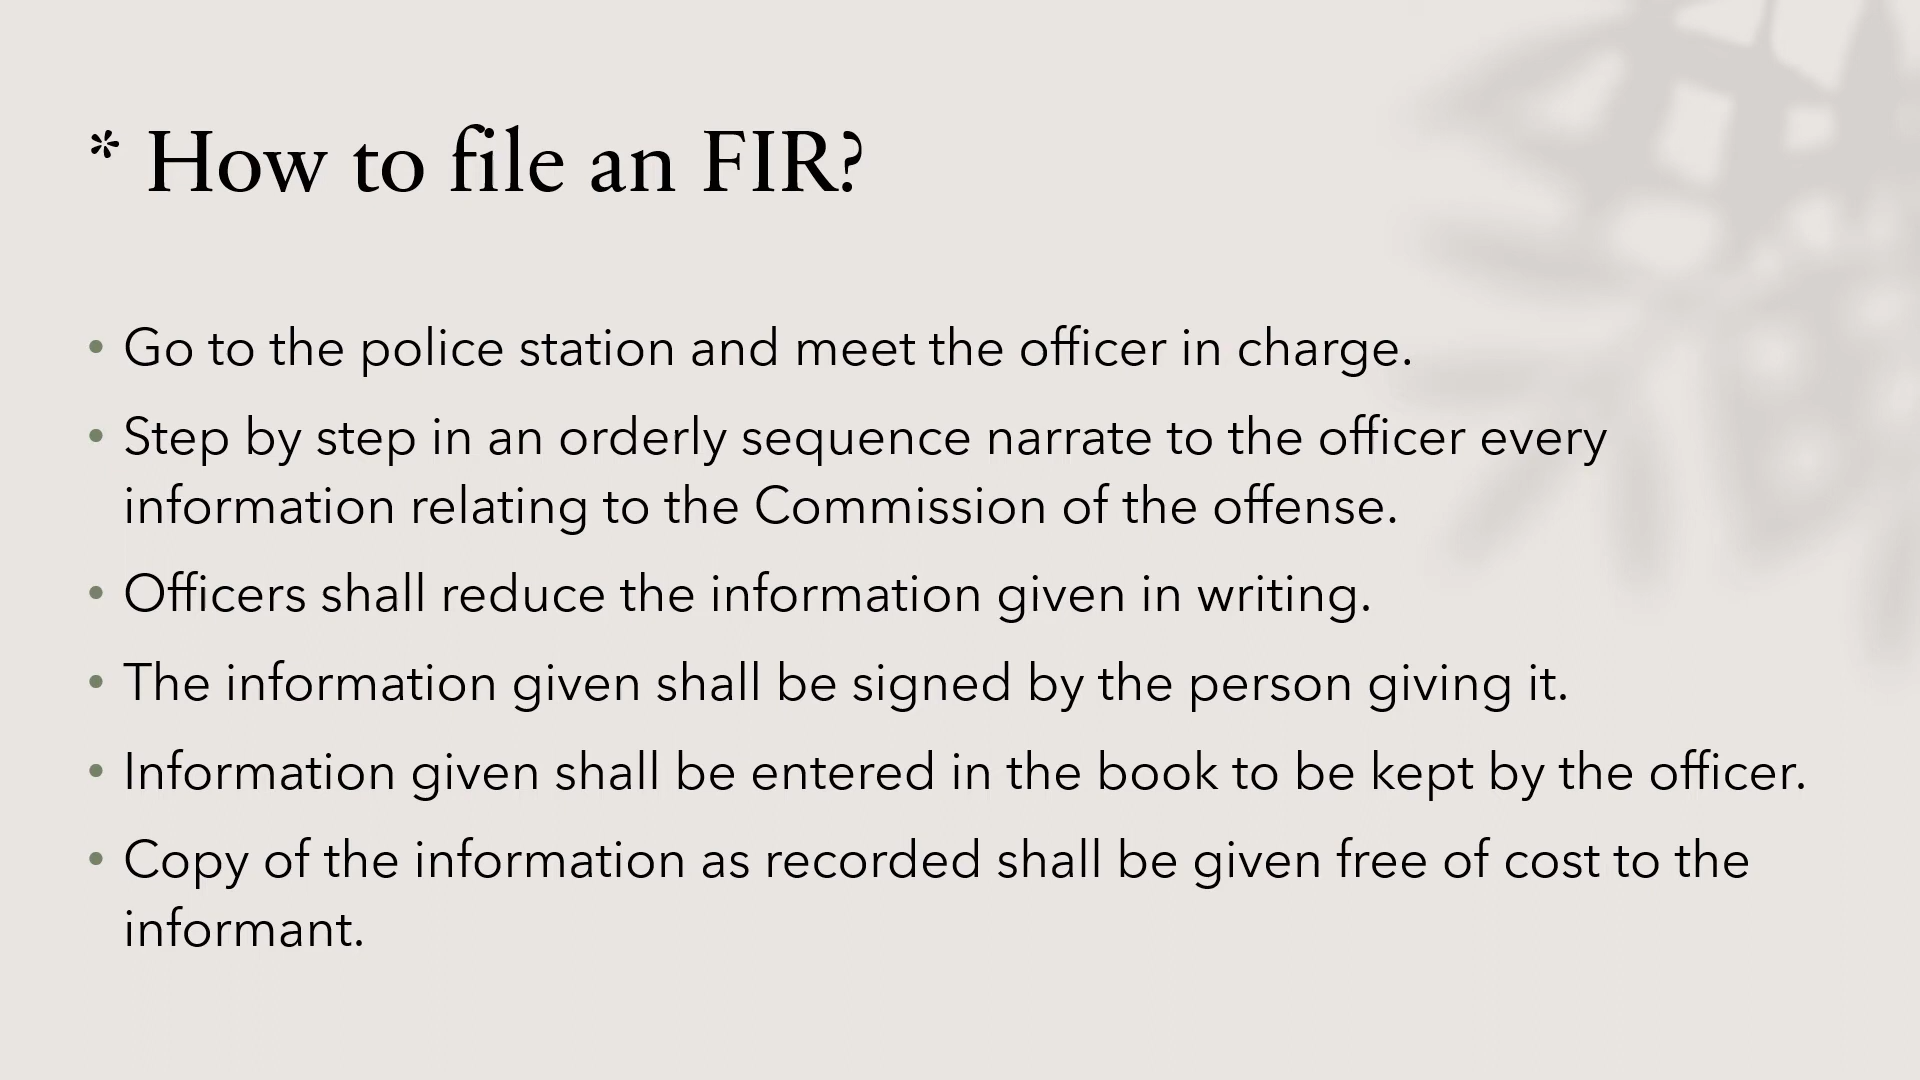 * How to file an FIR?
• Go to the police station and meet the officer in charge.
• Step by step in an orderly sequence narrate to the officer every
information relating to the Commission of the offense.
• Officers shall reduce the information given in writing.
• The information given shall be signed by the person giving it.
• Information given shall be entered in the book to be kept by the officer.
• Copy of the information as recorded shall be given free of cost to the
informant.